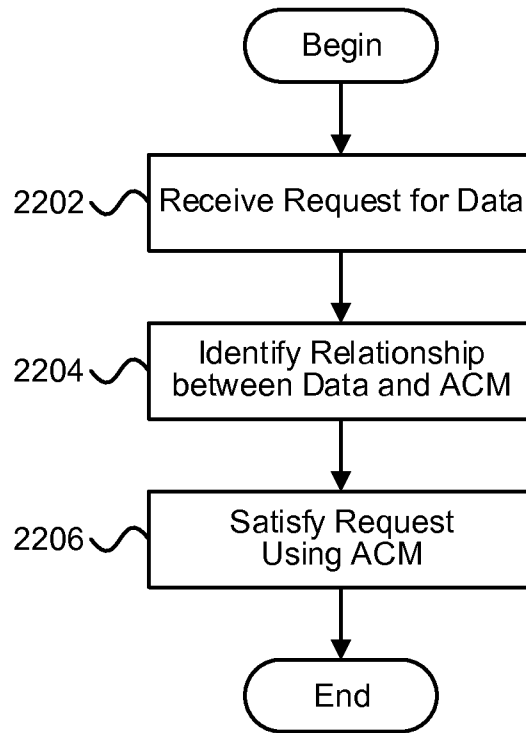 Begin
2202
Receive Request for Data
2204
Identify Relationship
between Data and ACM
2206
Satisfy Request
Using ACM
End